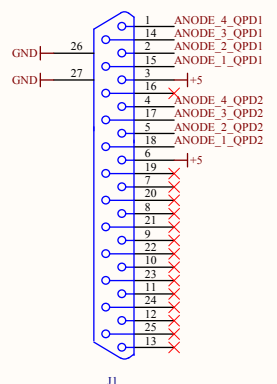 1 ANODE_4_QPD1
14 ANODE_3_QPD1
GND 26 2 ANODE_2_QPD1
15 ANODE_1_QPD1
GND 27 3 +5
16
4 ANODE_4_QPD2
17 ANODE_3_QPD2
5 ANODE_2_QPD2
18 ANODE_1_QPD2
6 +5
19
7
20
8
21
9
22
10
23
11
24
12
25
13
J1